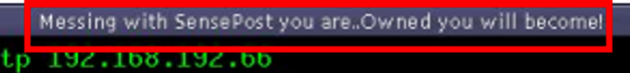 Messing with SensePost you are..Owned you will become!
tp 192.168.192.66